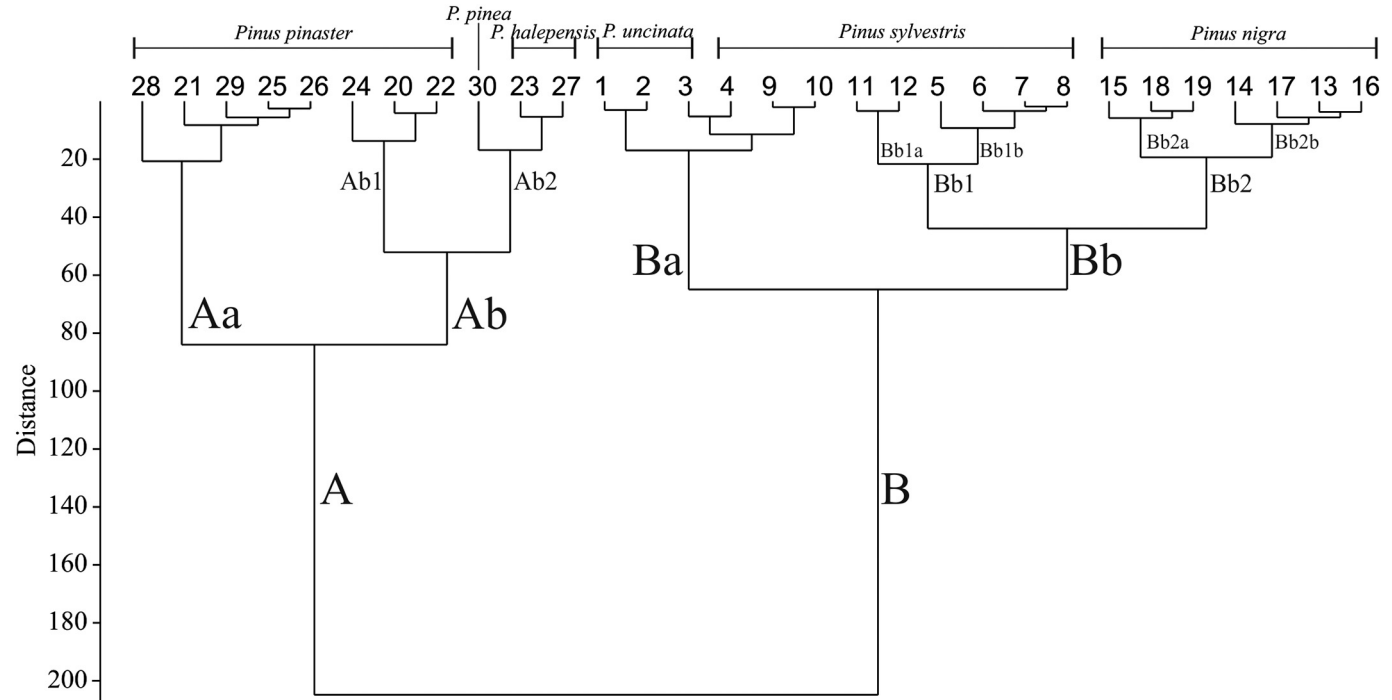 P. pinea
Pinus pinaster P. halepensis P. uncinata Pinus sylvestris Pinus nigra
28 21 29 25 26 24 20 22 30 23 27 1 2 3 4 9 10 11 12 5 6 7 8 15 18 19 14 17 13 16
Bb1a Bb1b Bb2a Bb2b
20
Ab1 Ab2 Bb1 Bb2
40
Ba Bb
60
Aa Ab
80
100
Distance
120
A B
140
160
180
200